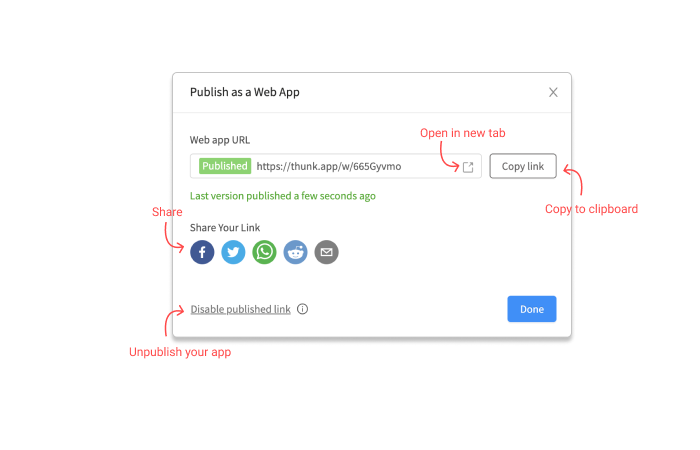 Publish as a Web App
Open in new tab
Web app URL
Published https://thunk.app/w/665Gyvmo
Copy link
Last version published a few seconds ago
Copy to clipboard
Share
Share Your Link
Disable published link
Done
Unpublish your app